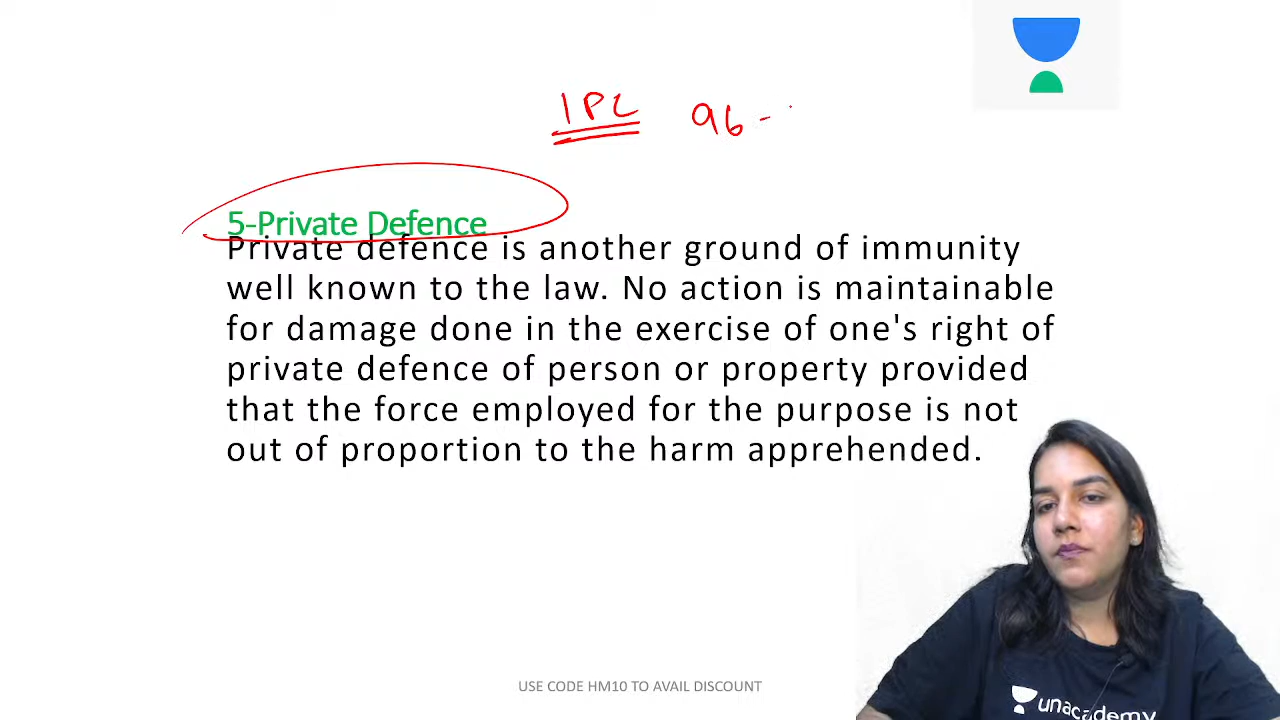 IPC 96-
5-Private Defence
Private defence is another ground of immunity
well known to the law. No action is maintainable
for damage done in the exercise of one's right of
private defence of person or property provided
that the force employed for the purpose is not
out of proportion to the harm apprehended.
unacademy
USE CODE HM10 TO AVAIL DISCOUNT